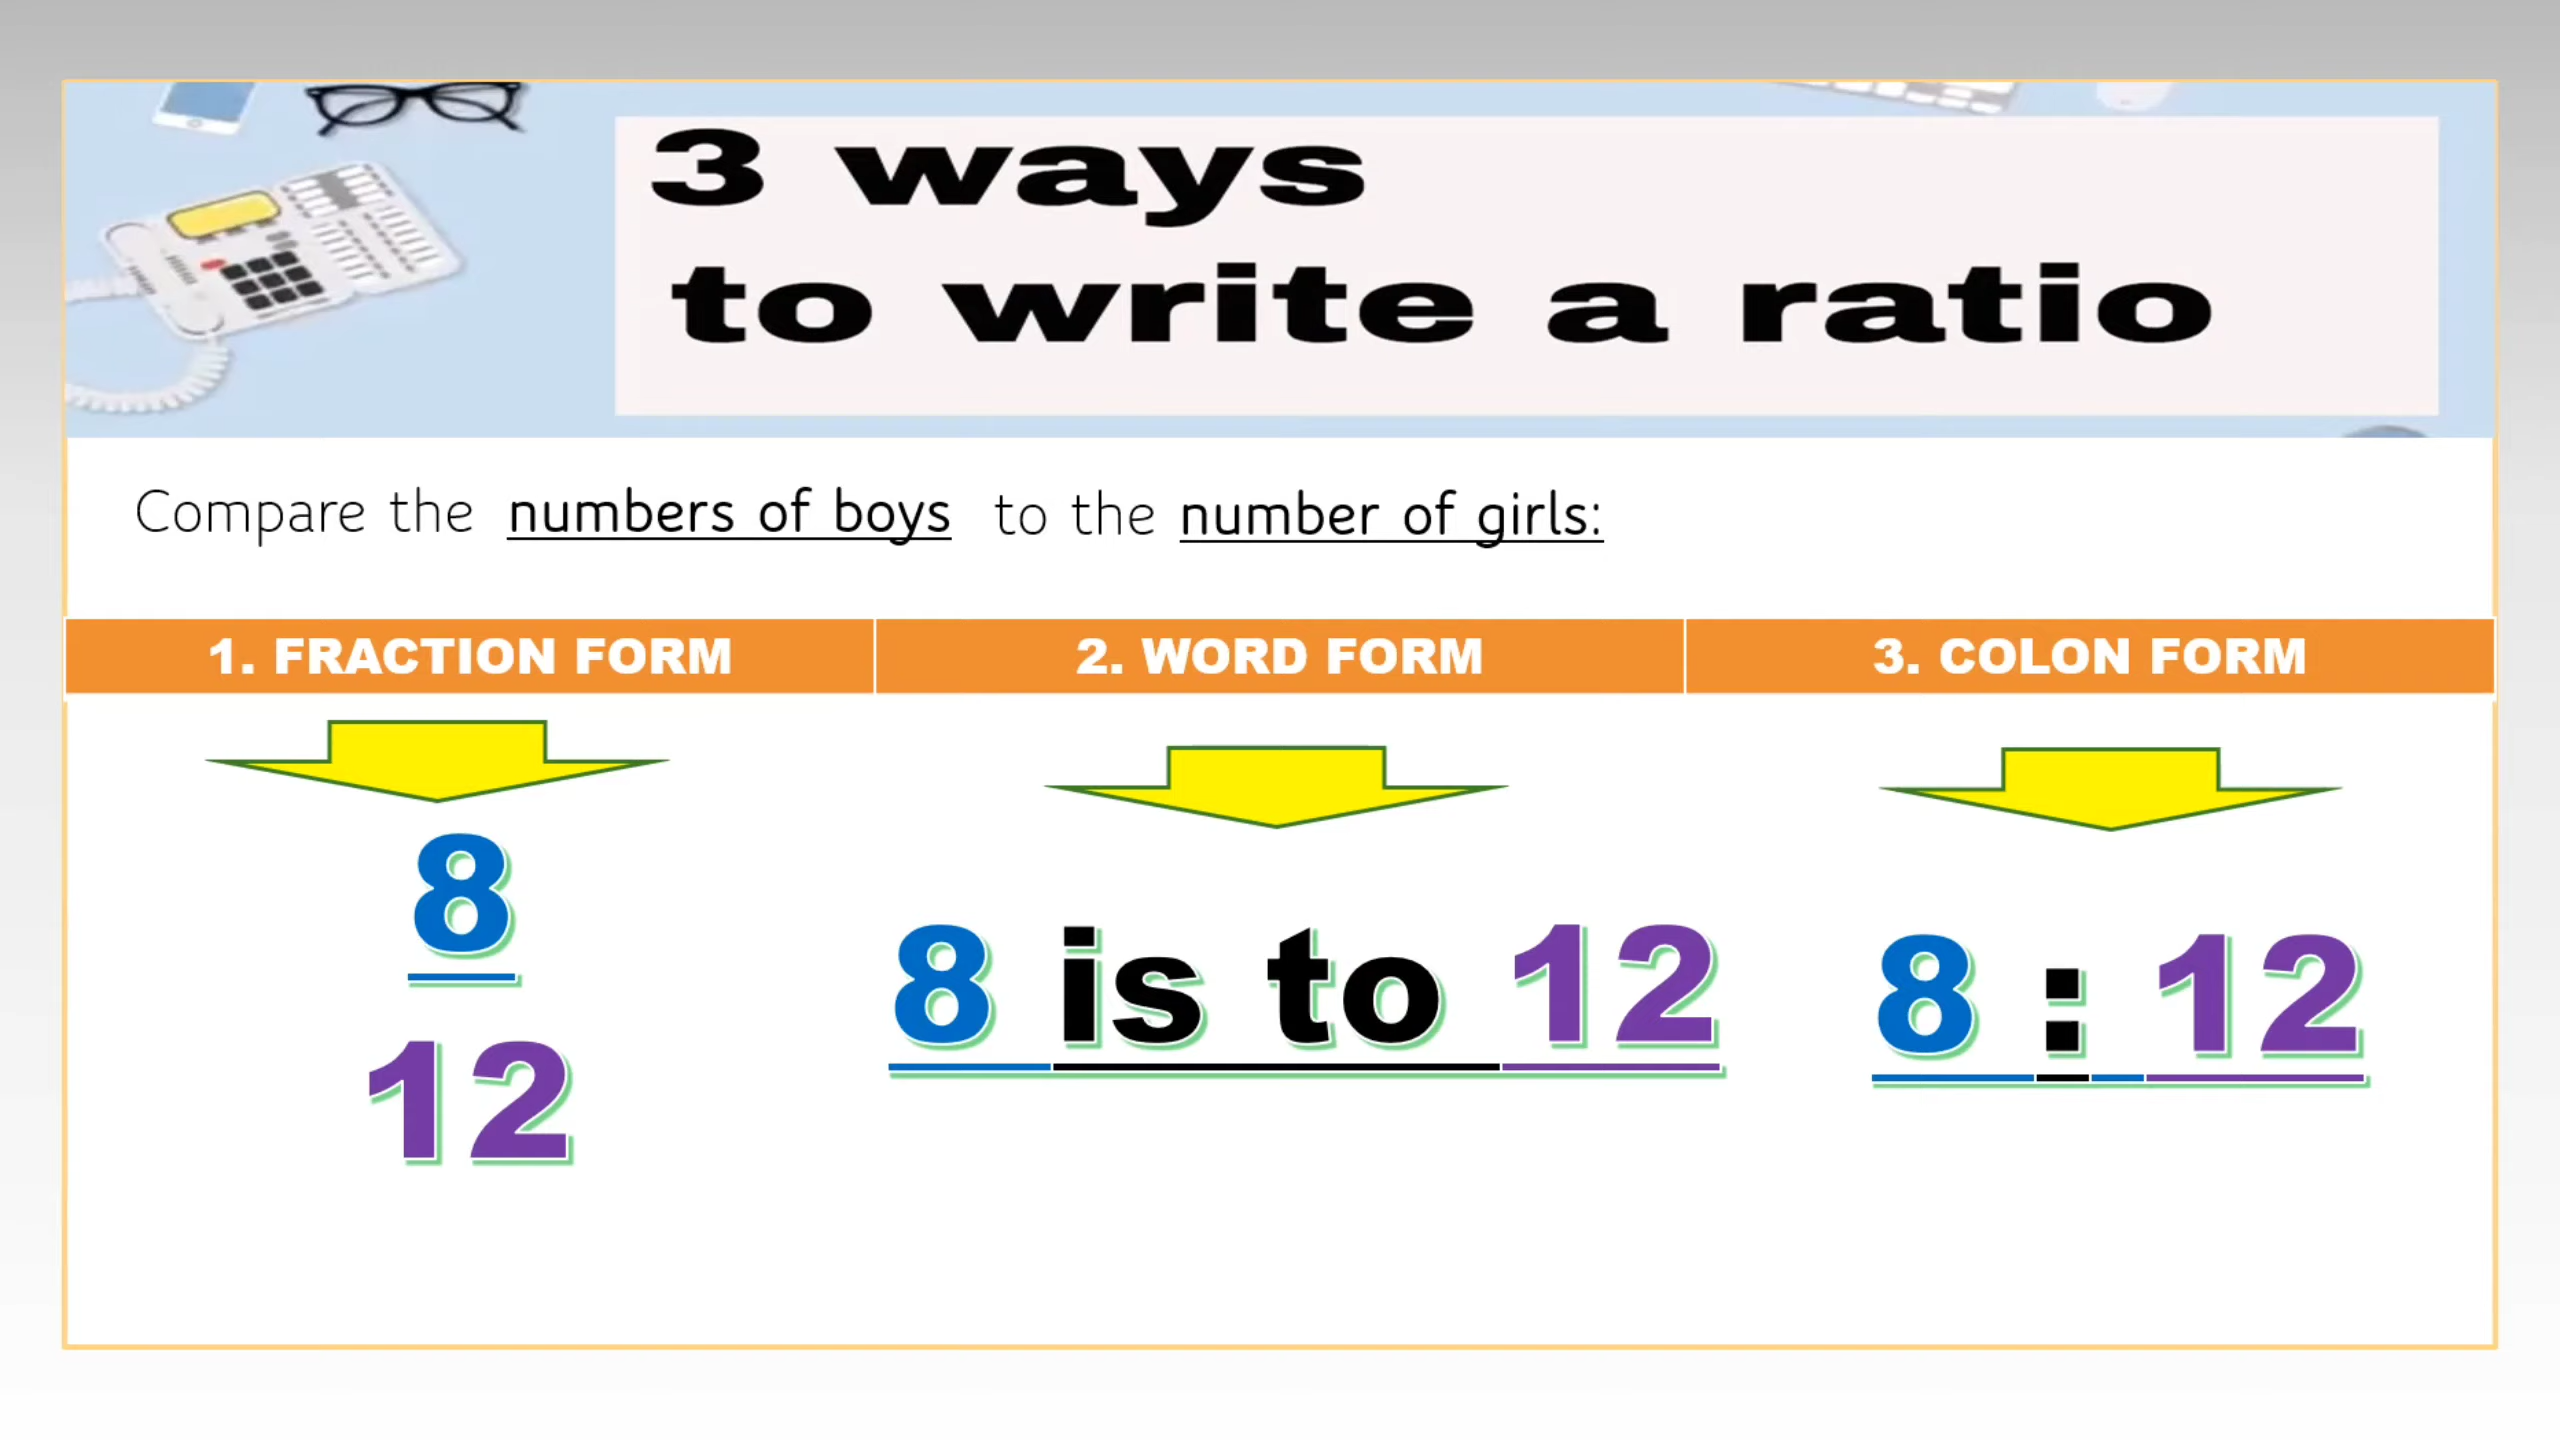 3 ways
to write a ratio
Compare the numbers of boys to the number of girls:
1. FRACTION FORM
2. WORD FORM
3. COLON FORM
8
12
8 is to 12
8 : 12